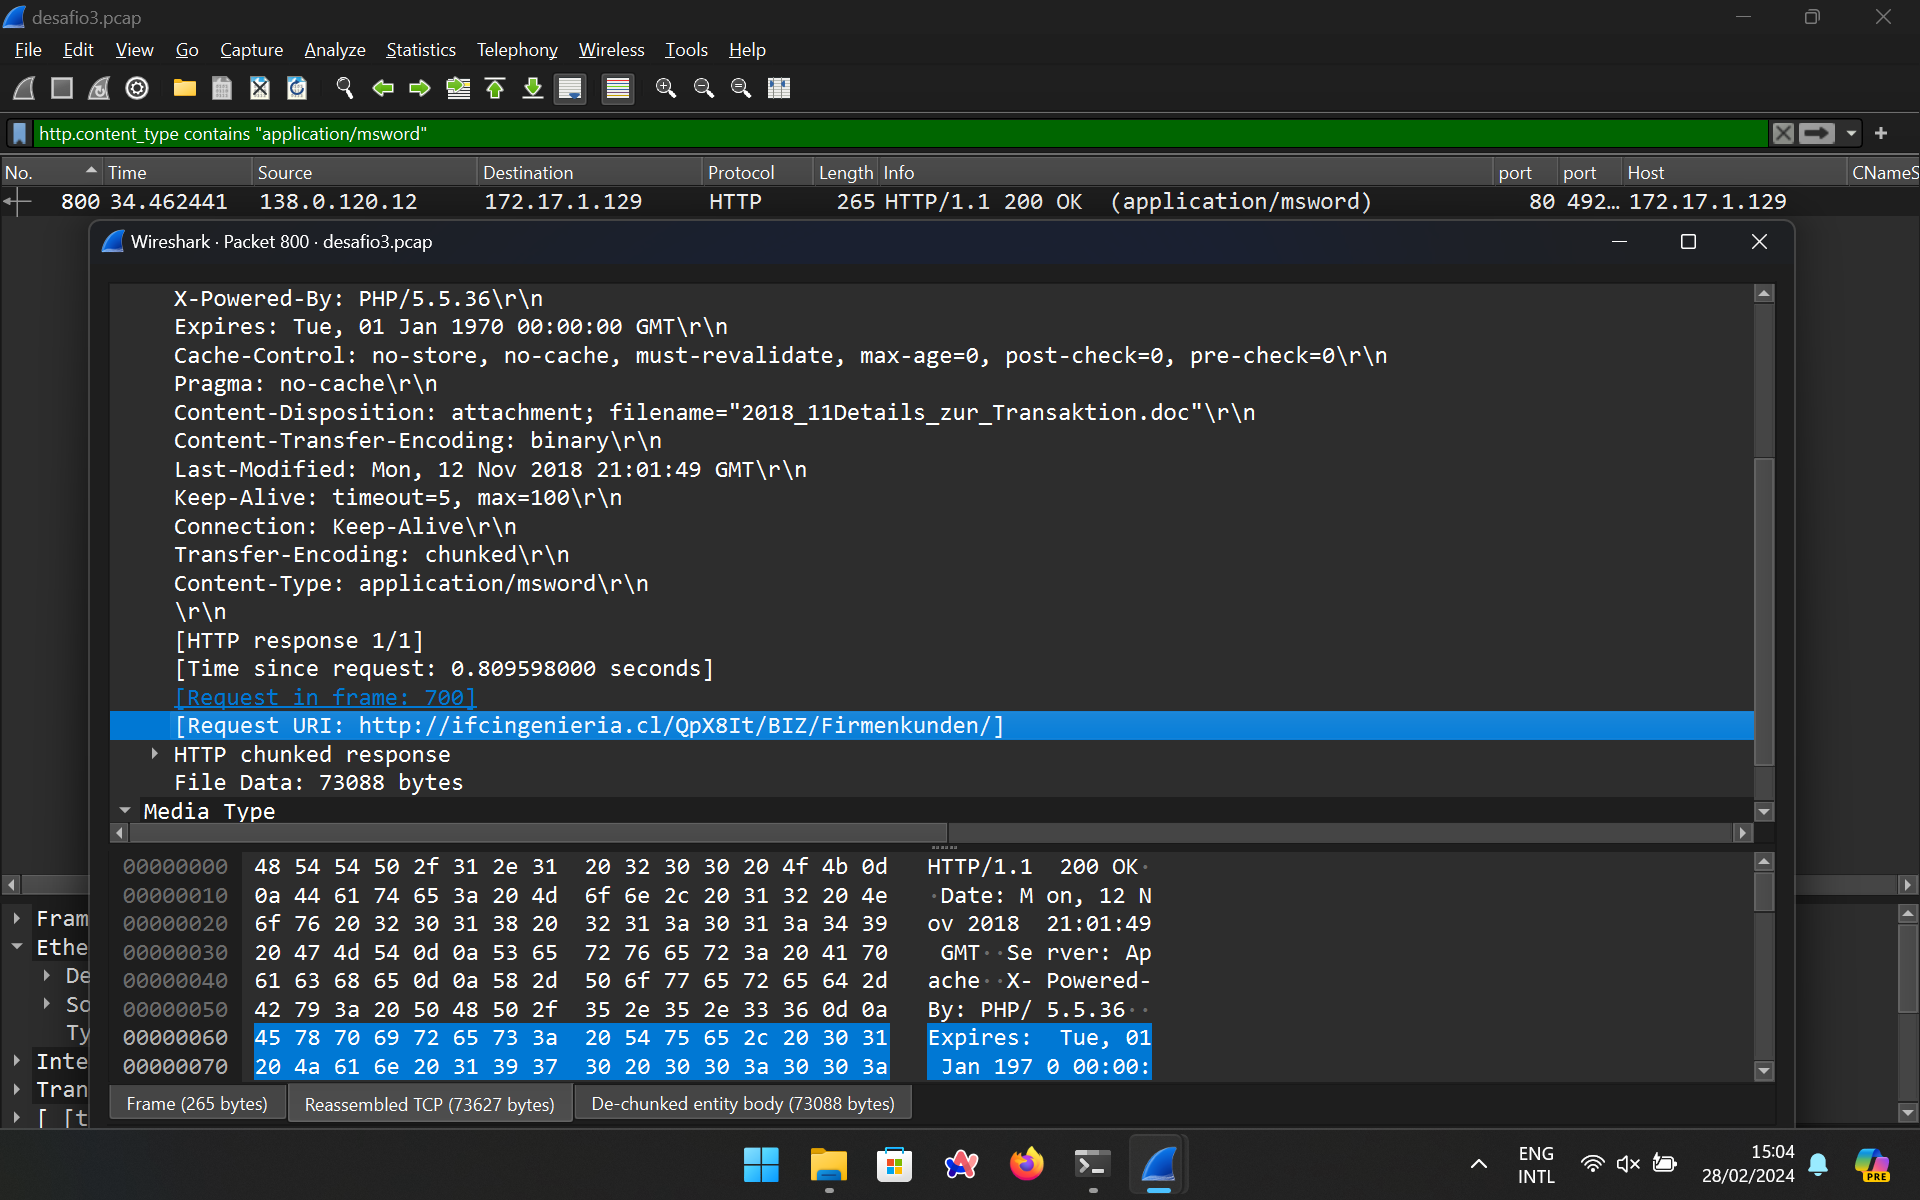 desafio3.pcap
File Edit View Go Capture Analyze Statistics Telephony Wireless Tools Help
http.content_type contains "application/msword"
No. Time Source Destination Protocol Length Info port port Host CNameS
800 34.462441 138.0.120.12 172.17.1.129 HTTP 265 HTTP/1.1 200 OK (application/msword) 80 492… 172.17.1.129
Wireshark · Packet 800 · desafio3.pcap
X-Powered-By: PHP/5.5.36\r\n
Expires: Tue, 01 Jan 1970 00:00:00 GMT\r\n
Cache-Control: no-store, no-cache, must-revalidate, max-age=0, post-check=0, pre-check=0\r\n
Pragma: no-cache\r\n
Content-Disposition: attachment; filename="2018_11Details_zur_Transaktion.doc"\r\n
Content-Transfer-Encoding: binary\r\n
Last-Modified: Mon, 12 Nov 2018 21:01:49 GMT\r\n
Keep-Alive: timeout=5, max=100\r\n
Connection: Keep-Alive\r\n
Transfer-Encoding: chunked\r\n
Content-Type: application/msword\r\n
\r\n
[HTTP response 1/1]
[Time since request: 0.809598000 seconds]
[Request in frame: 700]
[Request URI: http://ifcingenieria.cl/QpX8It/BIZ/Firmenkunden/]
HTTP chunked response
File Data: 73088 bytes
Media Type
00000000 48 54 54 50 2f 31 2e 31 20 32 30 30 20 4f 4b 0d HTTP/1.1 200 OK·
00000010 0a 44 61 74 65 3a 20 4d 6f 6e 2c 20 31 32 20 4e ·Date: M on, 12 N
00000020 6f 76 20 32 30 31 38 20 32 31 3a 30 31 3a 34 39 ov 2018 21:01:49
00000030 20 47 4d 54 0d 0a 53 65 72 76 65 72 3a 20 41 70 GMT··Se rver: Ap
00000040 61 63 68 65 0d 0a 58 2d 50 6f 77 65 72 65 64 2d ache··X- Powered-
00000050 42 79 3a 20 50 48 50 2f 35 2e 35 2e 33 36 0d 0a By: PHP/ 5.5.36··
00000060 45 78 70 69 72 65 73 3a 20 54 75 65 2c 20 30 31 Expires: Tue, 01
00000070 20 4a 61 6e 20 31 39 37 30 20 30 30 3a 30 30 3a Jan 197 0 00:00:
Fram
Ethe
De
So
Ty
Inte
Tran
[ [t
Frame (265 bytes) Reassembled TCP (73627 bytes) De-chunked entity body (73088 bytes)
ENG
INTL
15:04
28/02/2024
PRE